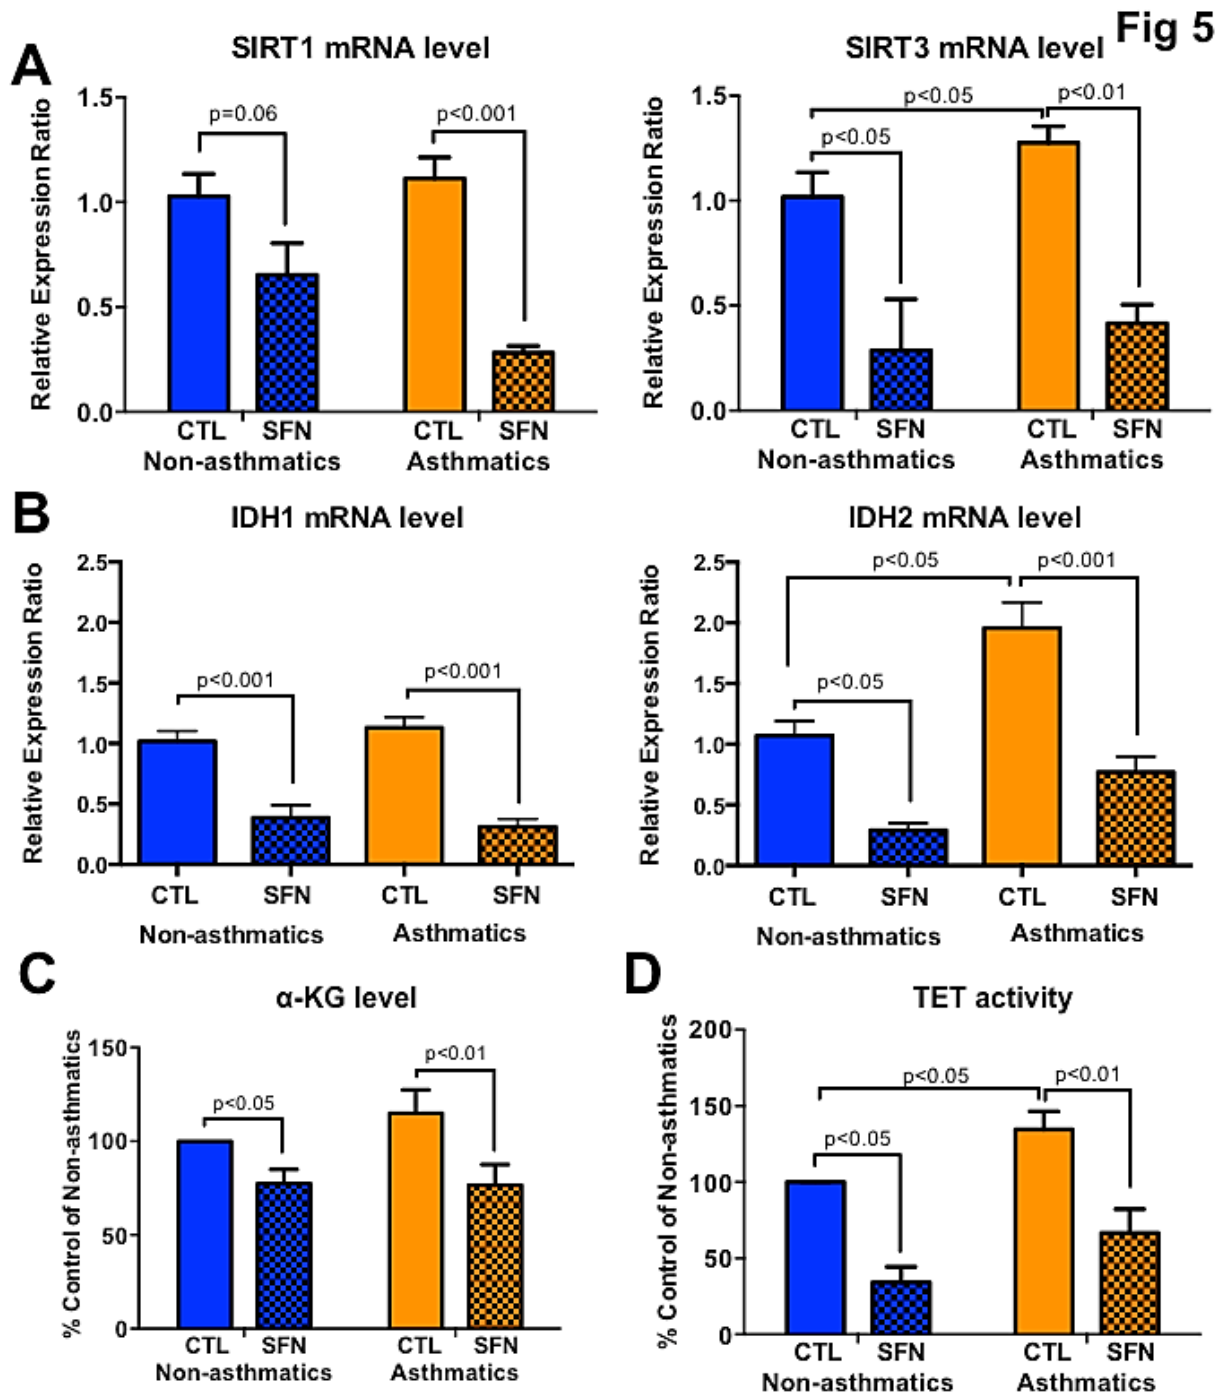 Fig 5
A
SIRT1 mRNA level
Relative Expression Ratio
1.5
1.0
0.5
0.0
p=0.06
p<0.001
CTL SFN CTL SFN
Non-asthmatics Asthmatics
SIRT3 mRNA level
Relative Expression Ratio
1.5
1.0
0.5
0.0
p<0.05
p<0.01
p<0.05
CTL SFN CTL SFN
Non-asthmatics Asthmatics
B
IDH1 mRNA level
Relative Expression Ratio
2.5
2.0
1.5
1.0
0.5
0.0
p<0.001
p<0.001
CTL SFN CTL SFN
Non-asthmatics Asthmatics
IDH2 mRNA level
Relative Expression Ratio
2.5
2.0
1.5
1.0
0.5
0.0
p<0.05
p<0.001
p<0.05
CTL SFN CTL SFN
Non-asthmatics Asthmatics
C
α-KG level
% Control of Non-asthmatics
150
100
50
0
p<0.01
p<0.05
CTL SFN CTL SFN
Non-asthmatics Asthmatics
D
TET activity
% Control of Non-asthmatics
200
150
100
50
0
p<0.05
p<0.01
p<0.05
CTL SFN CTL SFN
Non-asthmatics Asthmatics